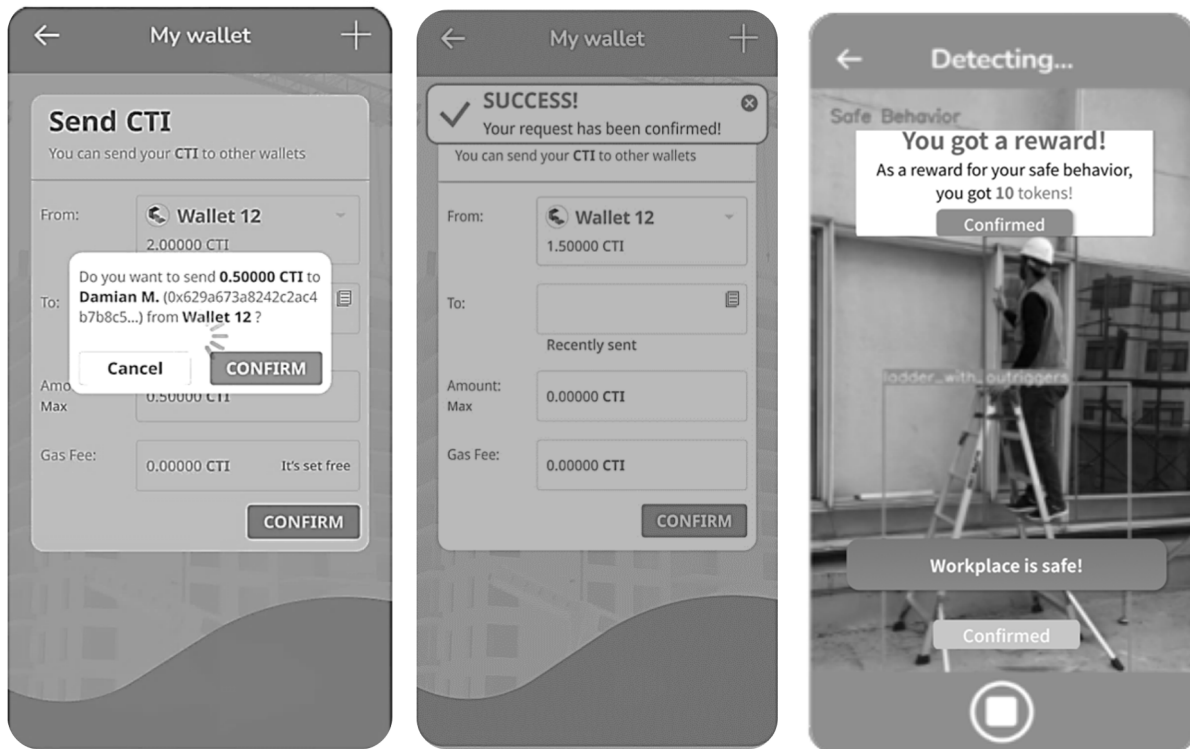 My wallet
Send CTI
You can send your CTI to other wallets
From:
Wallet 12
2.00000 CTI
Do you want to send 0.50000 CTI to
Damian M. (0x629a673a8242c2ac4
b7b8c5...) from Wallet 12 ?
To:
Cancel
CONFIRM
Amo
Max
0.50000 CTI
Gas Fee:
0.00000 CTI
It's set free
CONFIRM
My wallet
SUCCESS!
Your request has been confirmed!
You can send your CTI to other wallets
From:
Wallet 12
1.50000 CTI
To:
Recently sent
Amount:
Max
0.00000 CTI
Gas Fee:
0.00000 CTI
CONFIRM
Detecting...
Safe Behavior
You got a reward!
As a reward for your safe behavior,
you got 10 tokens!
Confirmed
ladder_with_outriggers
Workplace is safe!
Confirmed